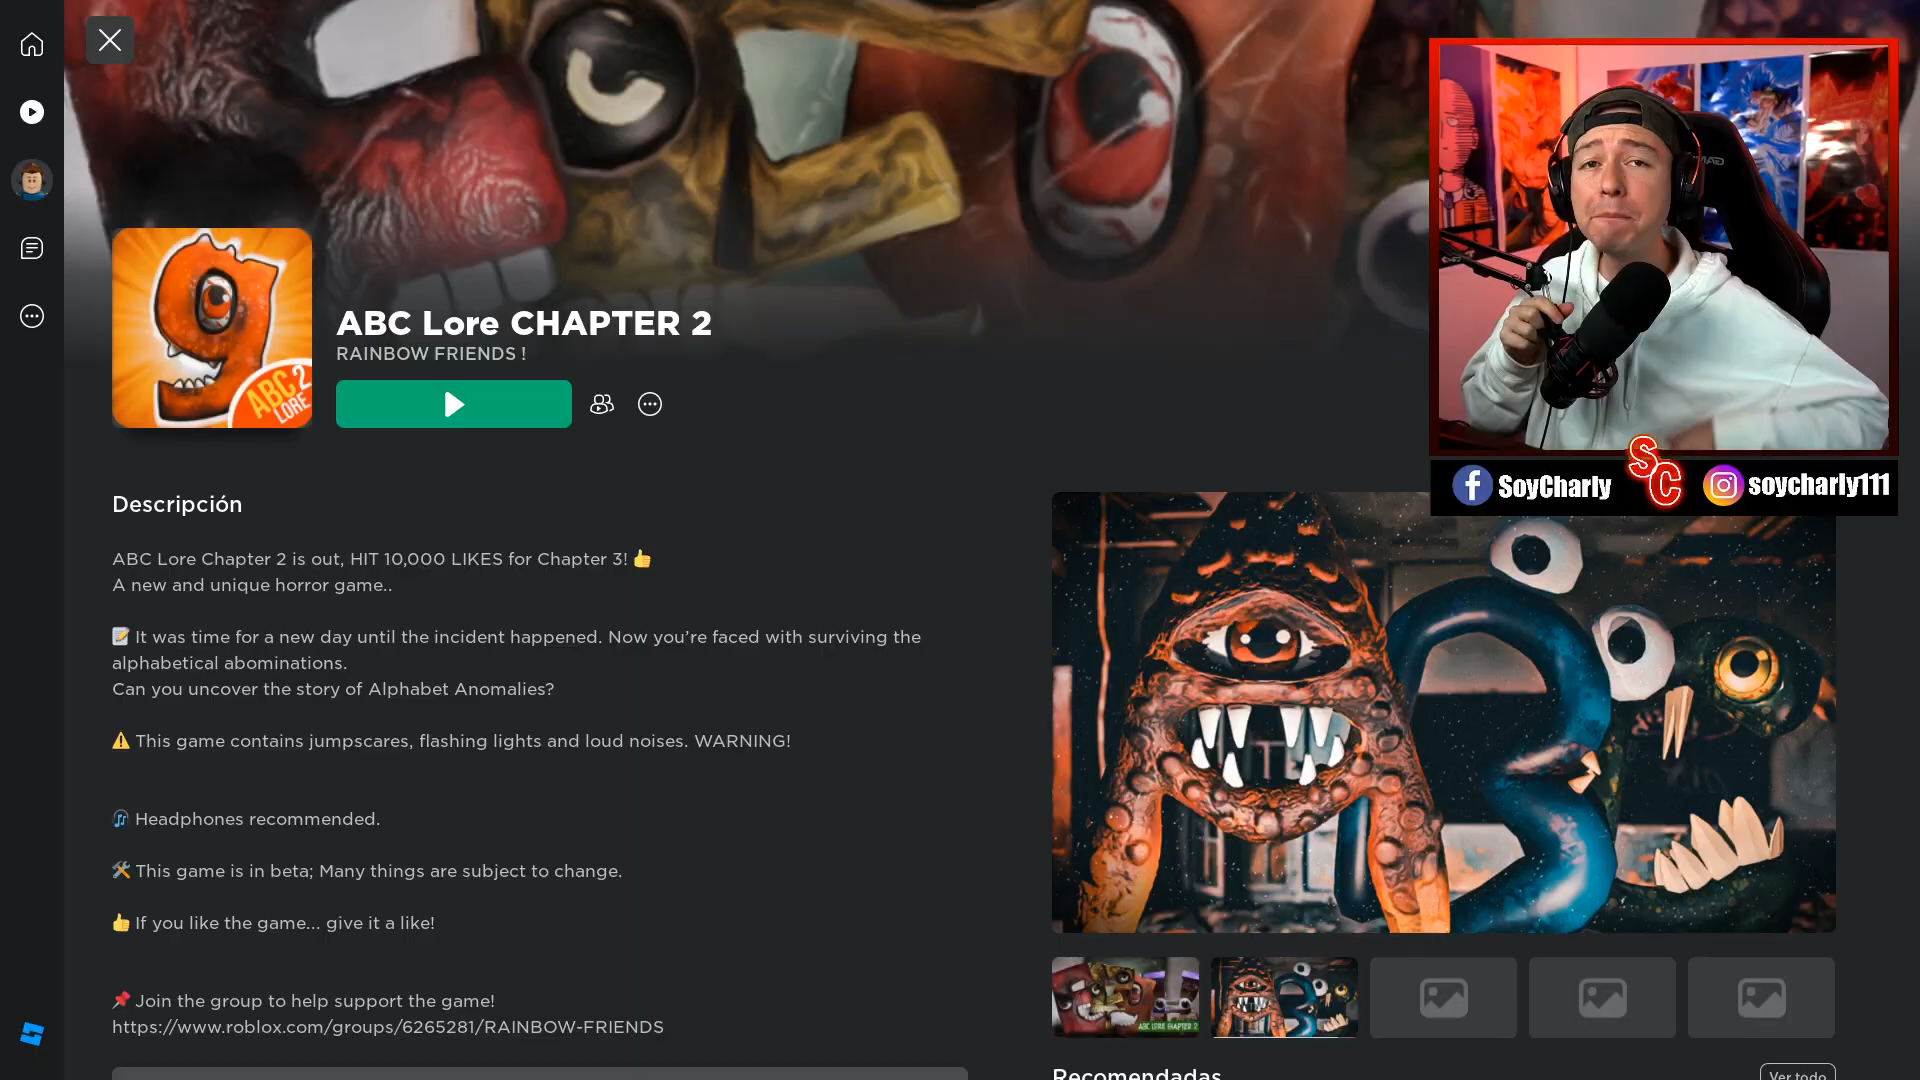 ABC Lore CHAPTER 2
RAINBOW FRIENDS !
ABC 2
LORE
SoyCharly
SC
soycharly111
Descripción
ABC Lore Chapter 2 is out, HIT 10,000 LIKES for Chapter 3! 👍
A new and unique horror game..
📝 It was time for a new day until the incident happened. Now you’re faced with surviving the
alphabetical abominations.
Can you uncover the story of Alphabet Anomalies?
⚠️ This game contains jumpscares, flashing lights and loud noises. WARNING!
🎧 Headphones recommended.
🛠️ This game is in beta; Many things are subject to change.
👍 If you like the game... give it a like!
📌 Join the group to help support the game!
https://www.roblox.com/groups/6265281/RAINBOW-FRIENDS
ABC LORE CHAPTER 2
Recomendadas
Ver todo